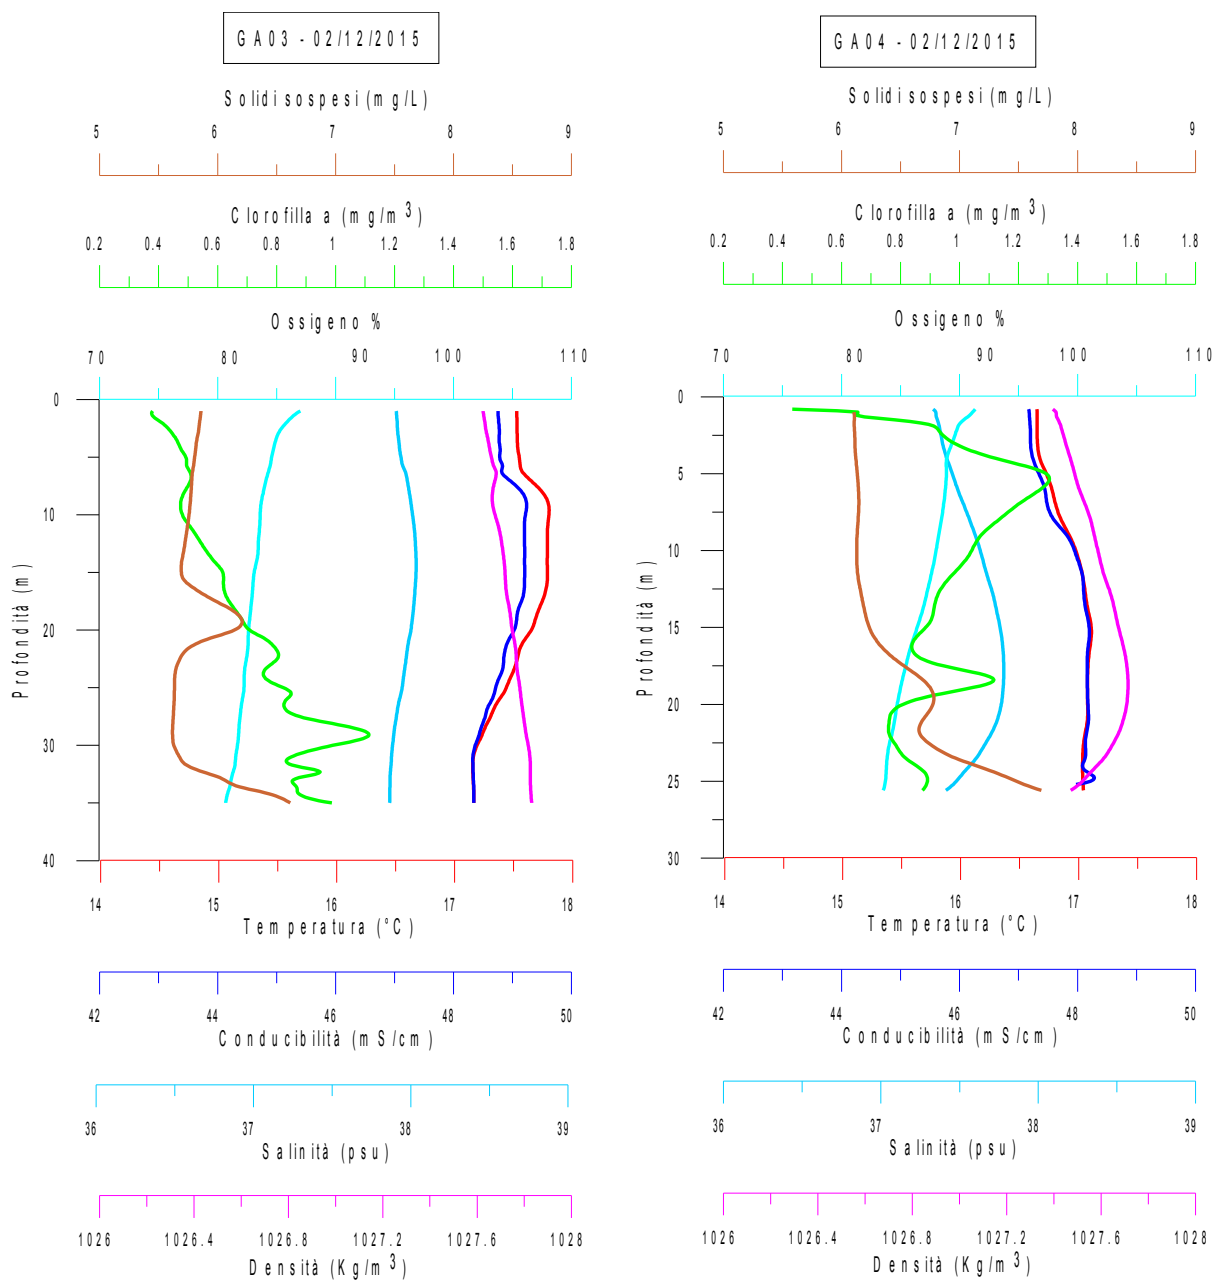 GA03 - 02/12/2015
Solidi sospesi (mg/L)
5 6 7 8 9
Clorofilla a (mg/m³)
0.2 0.4 0.6 0.8 1 1.2 1.4 1.6 1.8
Ossigeno %
70 80 90 100 110
0
10
20
30
40
Profondità (m)
14 15 16 17 18
Temperatura (°C)
42 44 46 48 50
Conducibilità (mS/cm)
36 37 38 39
Salinità (psu)
1026 1026.4 1026.8 1027.2 1027.6 1028
Densità (Kg/m³)
GA04 - 02/12/2015
Solidi sospesi (mg/L)
5 6 7 8 9
Clorofilla a (mg/m³)
0.2 0.4 0.6 0.8 1 1.2 1.4 1.6 1.8
Ossigeno %
70 80 90 100 110
0
5
10
15
20
25
30
Profondità (m)
14 15 16 17 18
Temperatura (°C)
42 44 46 48 50
Conducibilità (mS/cm)
36 37 38 39
Salinità (psu)
1026 1026.4 1026.8 1027.2 1027.6 1028
Densità (Kg/m³)